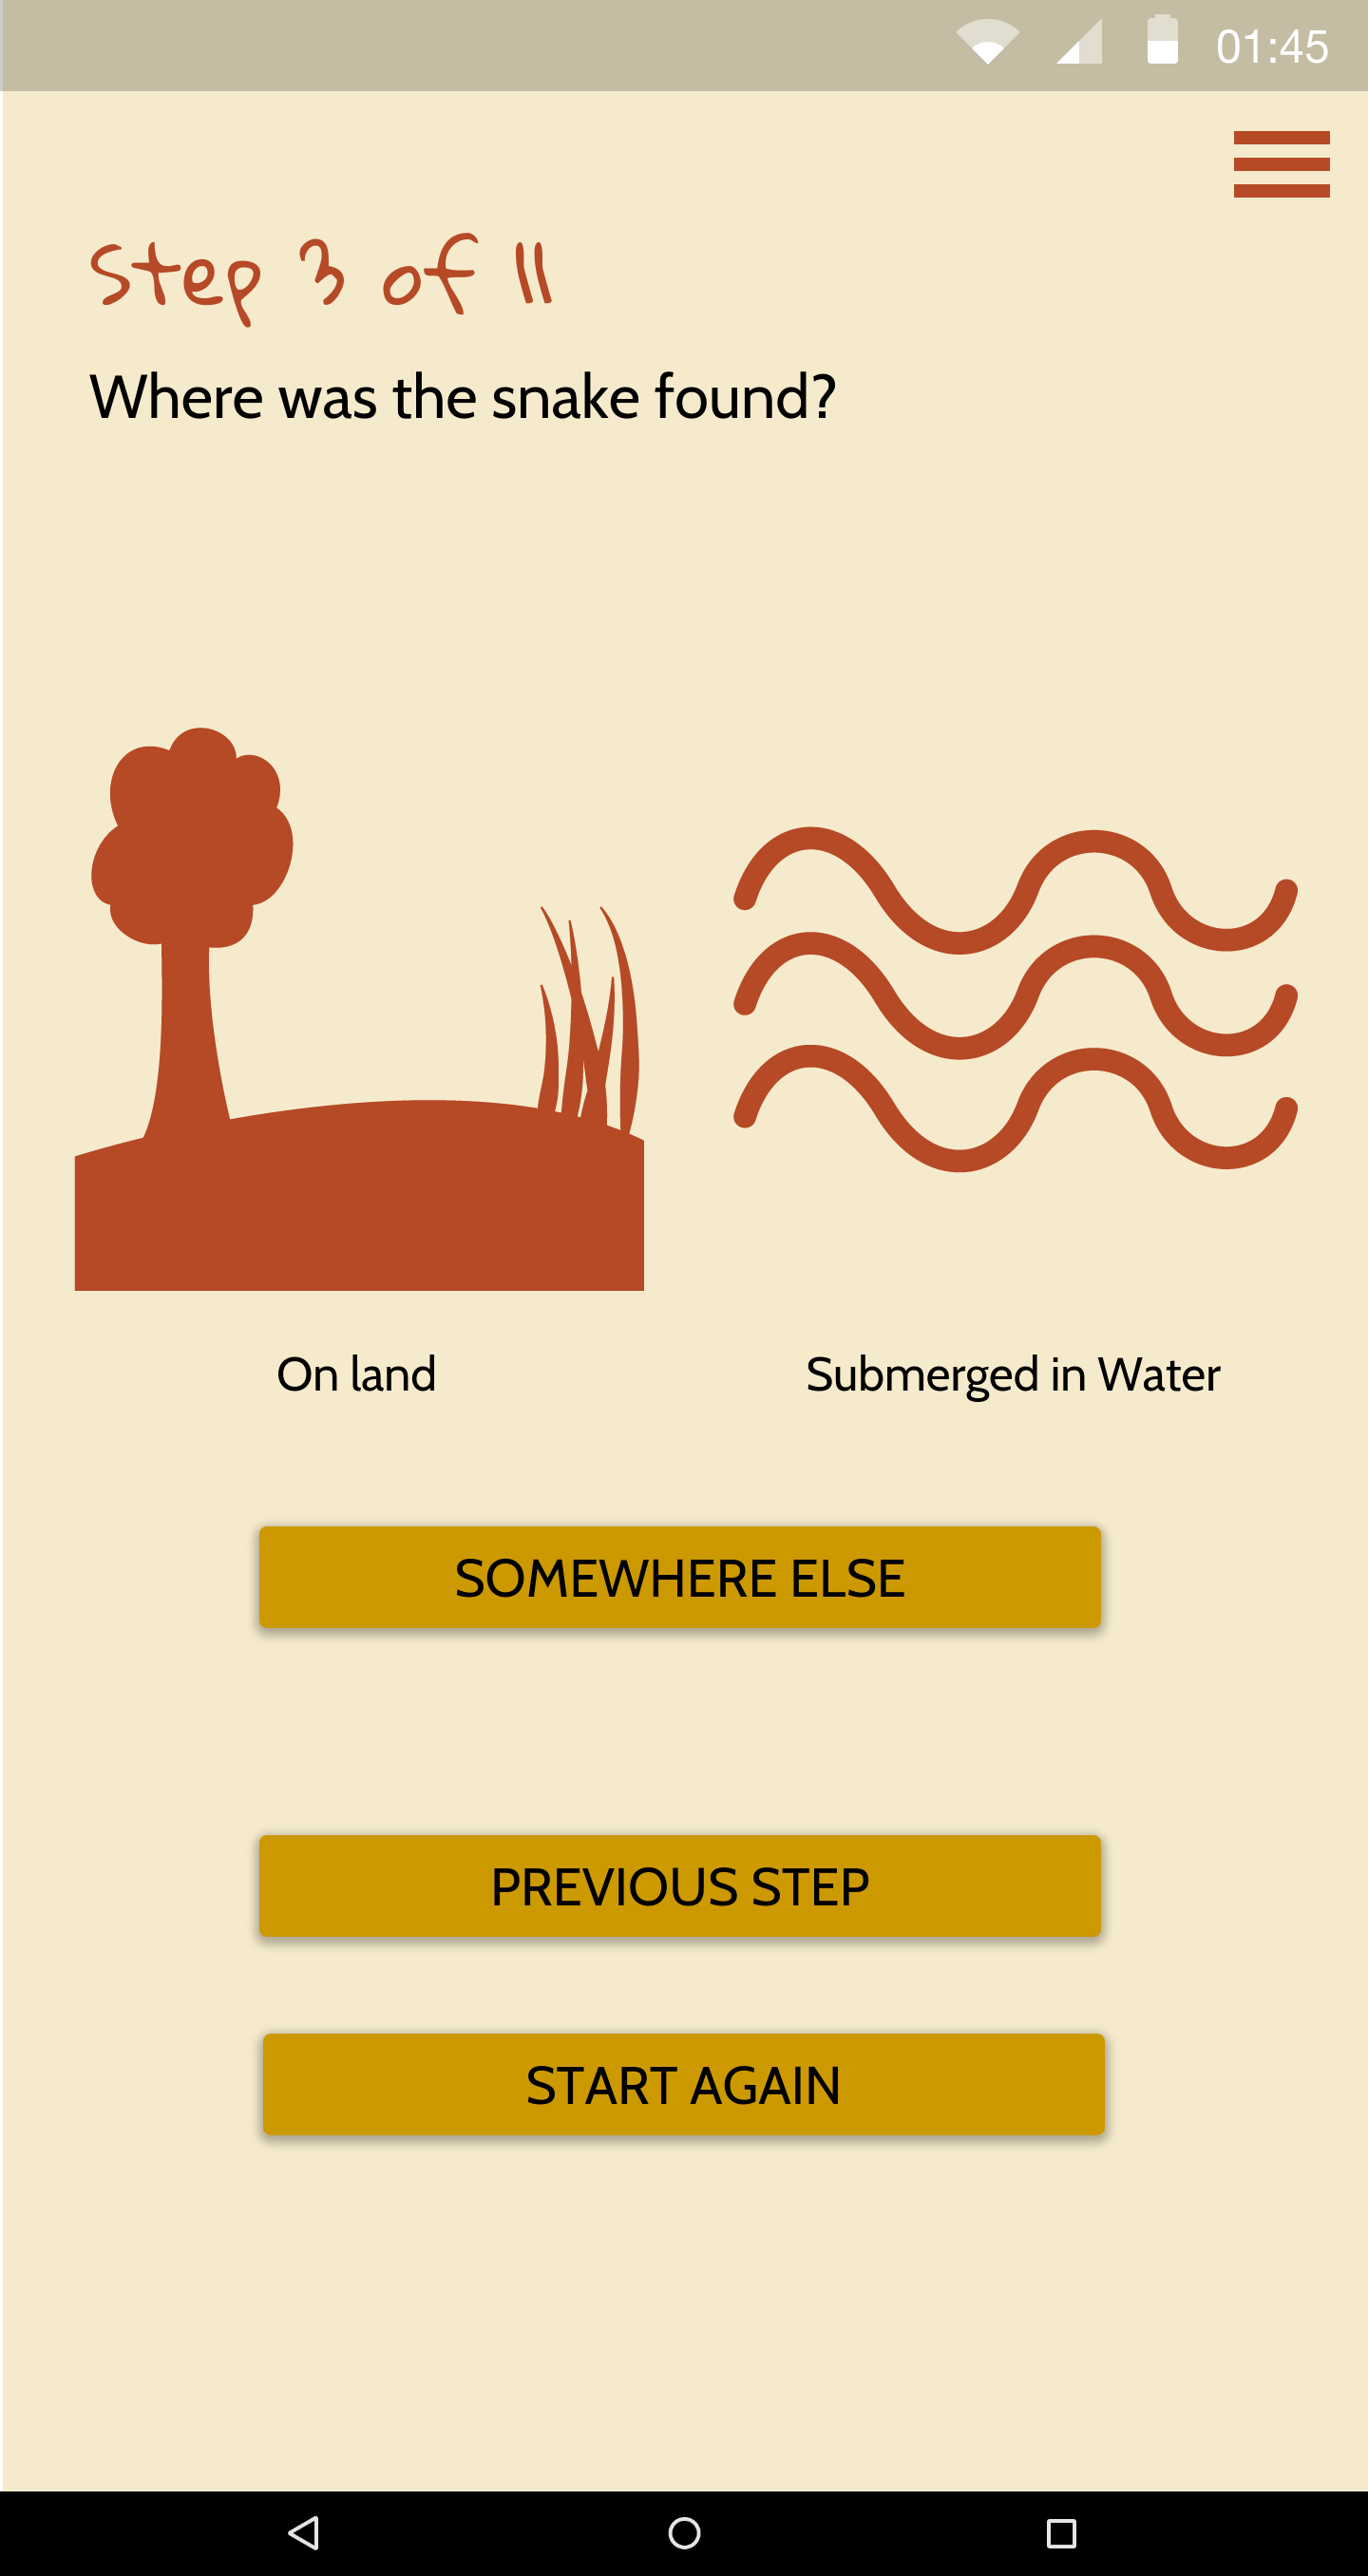 01:45
Step 3 of 11
Where was the snake found?
On land
Submerged in Water
SOMEWHERE ELSE
PREVIOUS STEP
START AGAIN